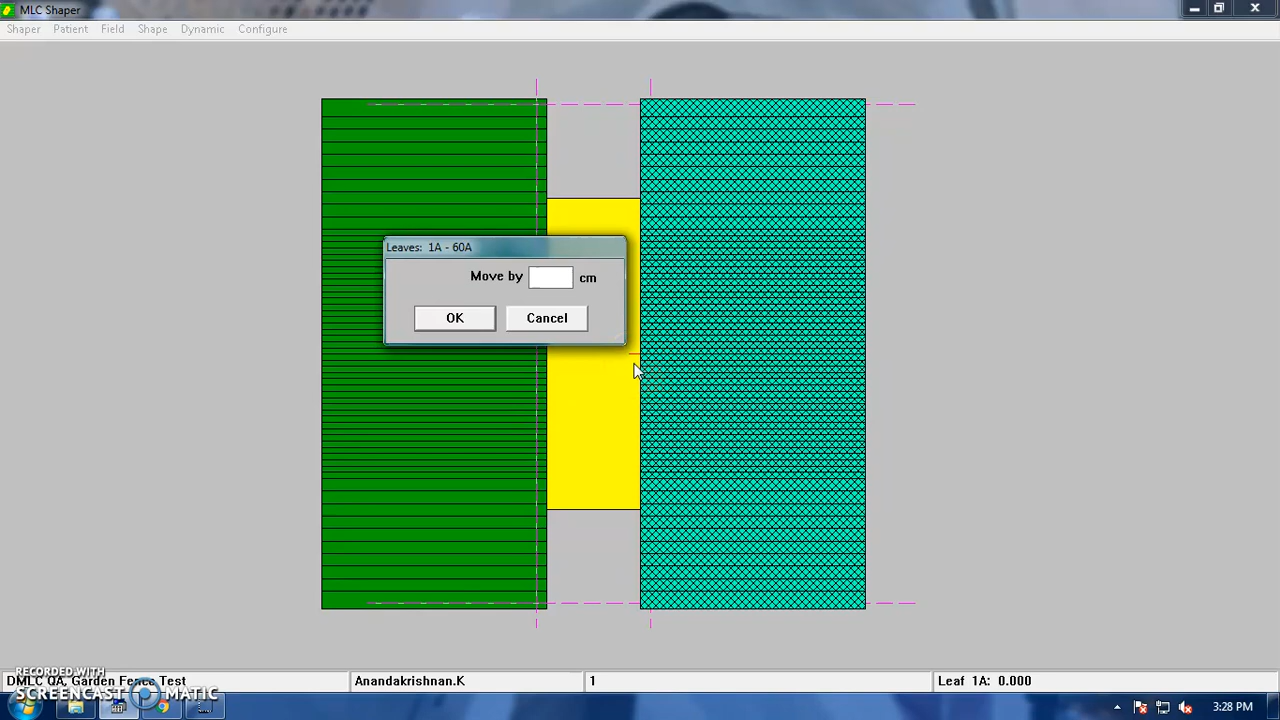 MLC Shaper
Shaper Patient Field Shape Dynamic Configure
Leaves: 1A - 60A
Move by cm
OK Cancel
RECORDED WITH
DMLC QA, Garden Fence Test Anandakrishnan.K 1 Leaf 1A: 0.000
SCREENCAST MATIC
3:28 PM